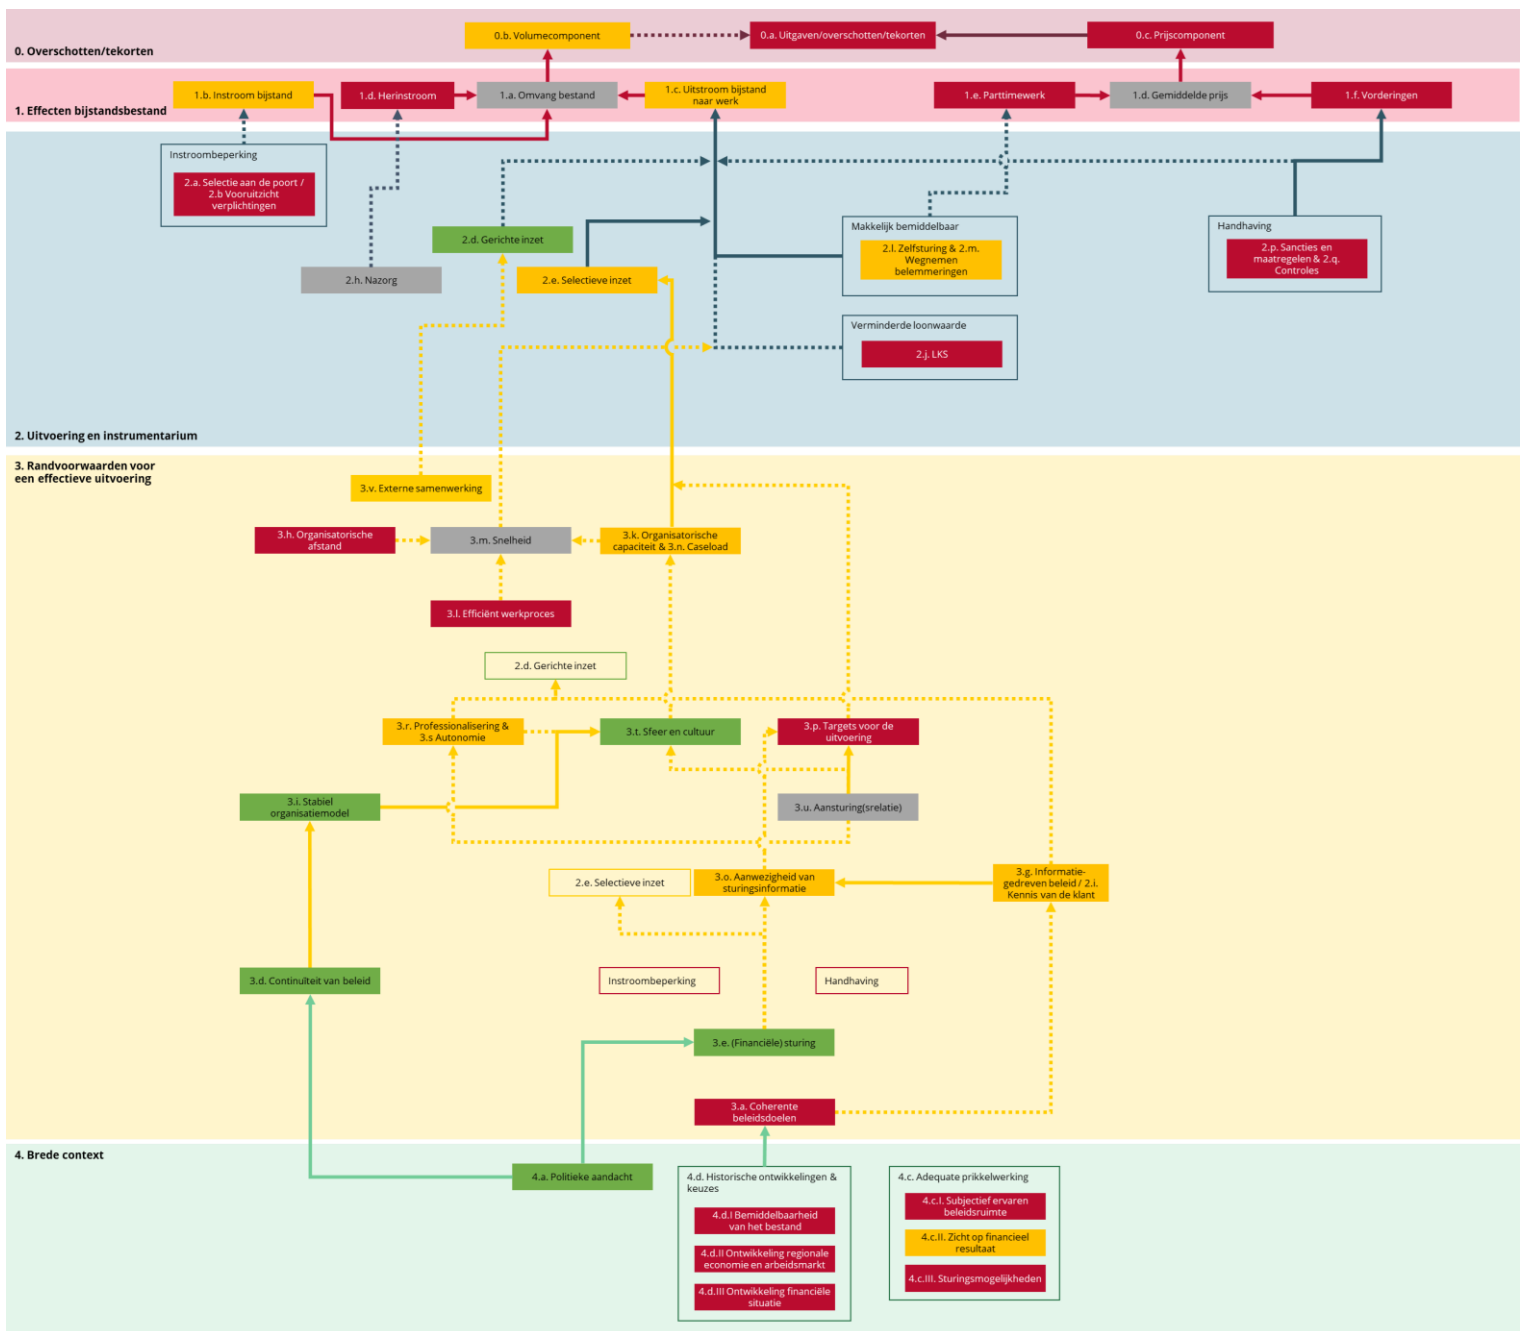 0. Overschotten/tekorten
0.b. Volumecomponent
0.a. Uitgaven/overschotten/tekorten
0.c. Prijscomponent
1. Effecten bijstandsbestand
1.b. Instroom bijstand
1.d. Herinstroom
1.a. Omvang bestand
1.c. Uitstroom bijstand
naar werk
1.e. Parttimewerk
1.d. Gemiddelde prijs
1.f. Vorderingen
Instroombeperking
2.a. Selectie aan de poort /
2.b Vooruitzicht
verplichtingen
2.d. Gerichte inzet
2.h. Nazorg
2.e. Selectieve inzet
Makkelijk bemiddelbaar
2.l. Zelfsturing & 2.m.
Wegnemen
belemmeringen
Handhaving
2.p. Sancties en
maatregelen & 2.q.
Controles
Verminderde loonwaarde
2.j. LKS
2. Uitvoering en instrumentarium
3. Randvoorwaarden voor
een effectieve uitvoering
3.v. Externe samenwerking
3.h. Organisatorische
afstand
3.m. Snelheid
3.k. Organisatorische
capaciteit & 3.n. Caseload
3.l. Efficiënt werkproces
2.d. Gerichte inzet
3.r. Professionalisering &
3.s Autonomie
3.t. Sfeer en cultuur
3.p. Targets voor de
uitvoering
3.i. Stabiel
organisatiemodel
3.u. Aansturing(srelatie)
2.e. Selectieve inzet
3.o. Aanwezigheid van
sturingsinformatie
3.g. Informatie-
gedreven beleid / 2.i.
Kennis van de klant
3.d. Continuïteit van beleid
Instroombeperking
Handhaving
3.e. (Financiële) sturing
3.a. Coherente
beleidsdoelen
4. Brede context
4.a. Politieke aandacht
4.d. Historische ontwikkelingen &
keuzes
4.d.I Bemiddelbaarheid
van het bestand
4.d.II Ontwikkeling regionale
economie en arbeidsmarkt
4.d.III Ontwikkeling financiële
situatie
4.c. Adequate prikkelwerking
4.c.I. Subjectief ervaren
beleidsruimte
4.c.II. Zicht op financieel
resultaat
4.c.III. Sturingsmogelijkheden